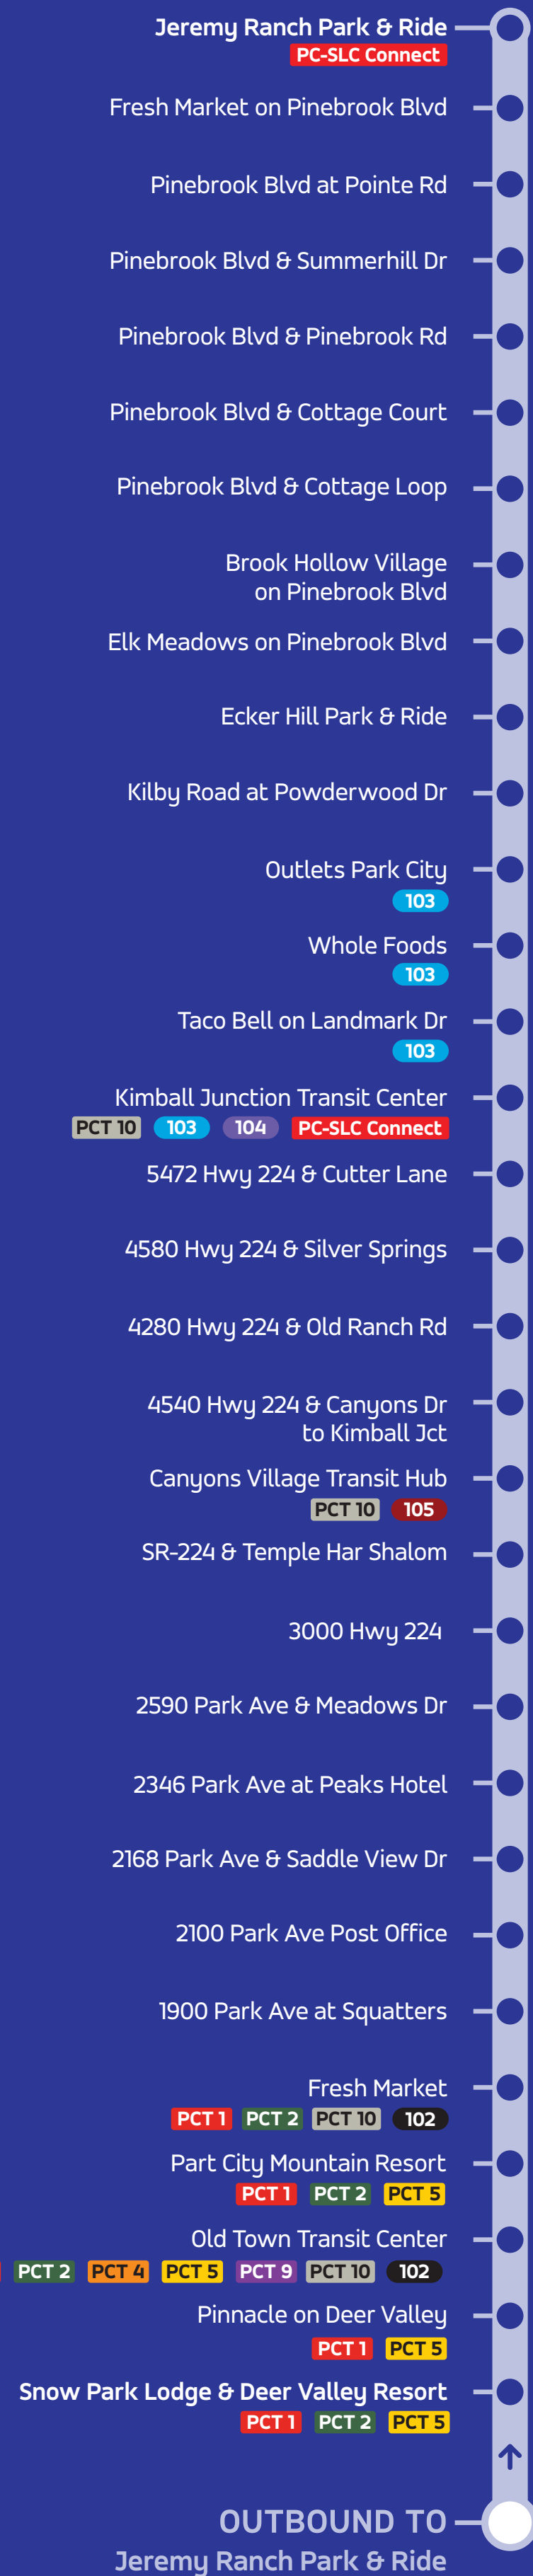 Jeremy Ranch Park & Ride
PC-SLC Connect
Fresh Market on Pinebrook Blvd
Pinebrook Blvd at Pointe Rd
Pinebrook Blvd & Summerhill Dr
Pinebrook Blvd & Pinebrook Rd
Pinebrook Blvd & Cottage Court
Pinebrook Blvd & Cottage Loop
Brook Hollow Village
on Pinebrook Blvd
Elk Meadows on Pinebrook Blvd
Ecker Hill Park & Ride
Kilby Road at Powderwood Dr
Outlets Park City
103
Whole Foods
103
Taco Bell on Landmark Dr
103
Kimball Junction Transit Center
PCT 10 103 104 PC-SLC Connect
5472 Hwy 224 & Cutter Lane
4580 Hwy 224 & Silver Springs
4280 Hwy 224 & Old Ranch Rd
4540 Hwy 224 & Canyons Dr
to Kimball Jct
Canyons Village Transit Hub
PCT 10 105
SR-224 & Temple Har Shalom
3000 Hwy 224
2590 Park Ave & Meadows Dr
2346 Park Ave at Peaks Hotel
2168 Park Ave & Saddle View Dr
2100 Park Ave Post Office
1900 Park Ave at Squatters
Fresh Market
PCT 1 PCT 2 PCT 10 102
Part City Mountain Resort
PCT 1 PCT 2 PCT 5
Old Town Transit Center
PCT 2 PCT 4 PCT 5 PCT 9 PCT 10 102
Pinnacle on Deer Valley
PCT 1 PCT 5
Snow Park Lodge & Deer Valley Resort
PCT 1 PCT 2 PCT 5
OUTBOUND TO
Jeremy Ranch Park & Ride